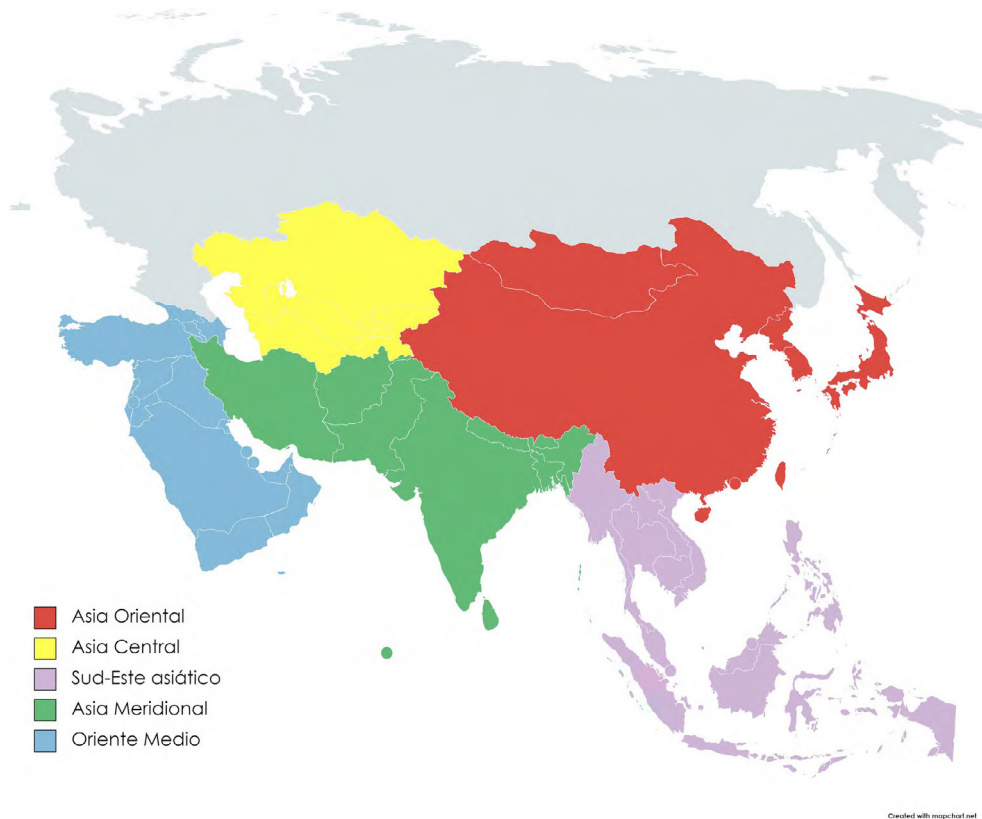 Asia Oriental
Asia Central
Sud-Este asiático
Asia Meridional
Oriente Medio
Created with mapchart.net